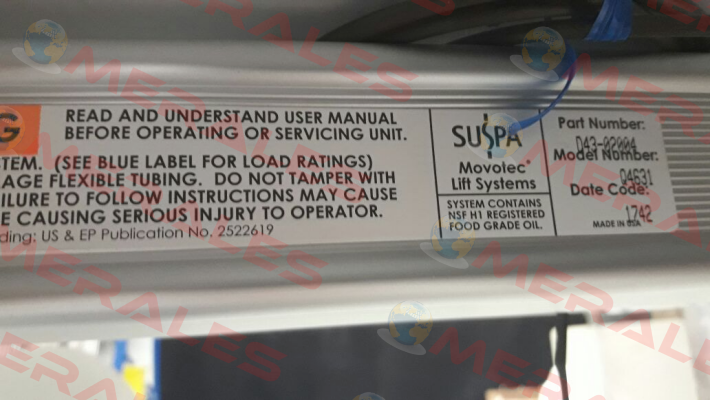 G
READ AND UNDERSTAND USER MANUAL
BEFORE OPERATING OR SERVICING UNIT.
STEM. (SEE BLUE LABEL FOR LOAD RATINGS)
AGE FLEXIBLE TUBING. DO NOT TAMPER WITH
ILURE TO FOLLOW INSTRUCTIONS MAY CAUSE
E CAUSING SERIOUS INJURY TO OPERATOR.
ding: US & EP Publication No. 2522619
SUSPA
Movotec®
Lift Systems
SYSTEM CONTAINS
NSF H1 REGISTERED
FOOD GRADE OIL.
Part Number:
D43-02004
Model Number:
04631
Date Code:
1742
MADE IN USA
OMERALES